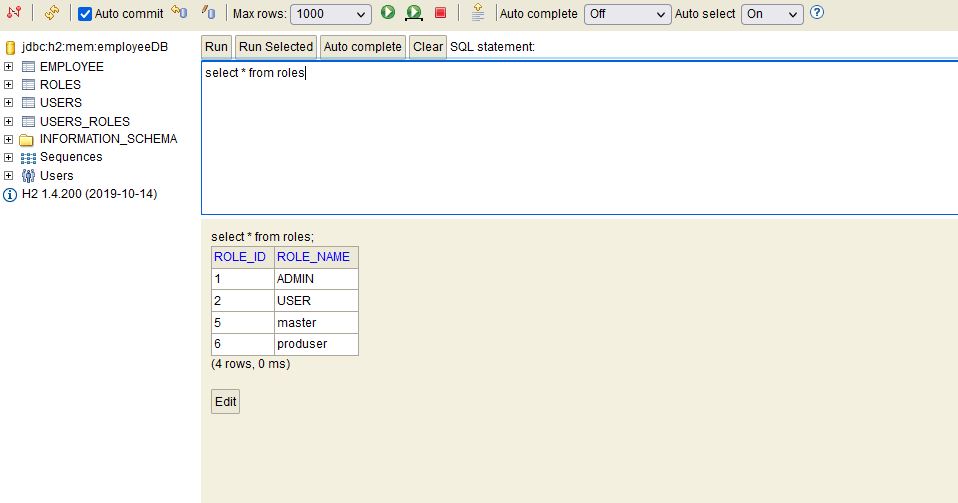 Auto commit Max rows: 1000 Auto complete Off Auto select On ?
jdbc:h2:mem:employeeDB
EMPLOYEE
ROLES
USERS
USERS_ROLES
INFORMATION_SCHEMA
Sequences
Users
H2 1.4.200 (2019-10-14)
Run Run Selected Auto complete Clear SQL statement:
select * from roles
select * from roles;
ROLE_ID ROLE_NAME
1 ADMIN
2 USER
5 master
6 produser
(4 rows, 0 ms)
Edit